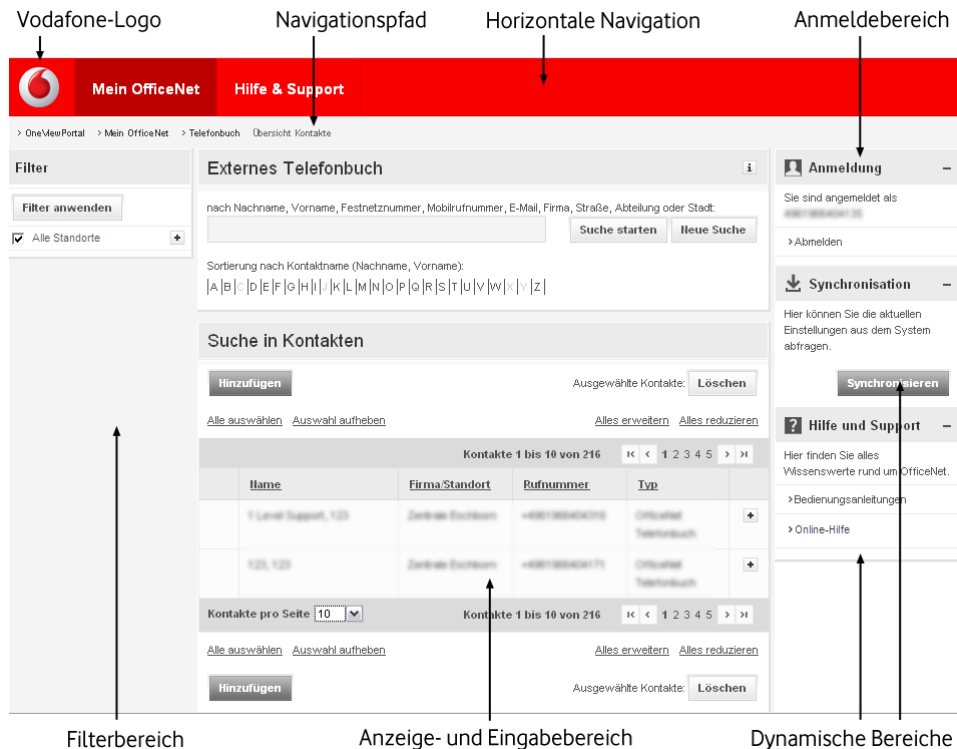 Vodafone-Logo Navigationspfad Horizontale Navigation Anmeldebereich
Mein OfficeNet Hilfe & Support
> OneViewPortal > Mein OfficeNet > Telefonbuch Übersicht Kontakte
Filter
Filter anwenden
Alle Standorte +
Externes Telefonbuch i
nach Nachname, Vorname, Festnetznummer, Mobilrufnummer, E-Mail, Firma, Straße, Abteilung oder Stadt:
Suche starten Neue Suche
Sortierung nach Kontaktname (Nachname, Vorname):
|A|B|C|D|E|F|G|H|I|J|K|L|M|N|O|P|Q|R|S|T|U|V|W|X|Y|Z|
Suche in Kontakten
Hinzufügen Ausgewählte Kontakte: Löschen
Alle auswählen Auswahl aufheben Alles erweitern Alles reduzieren
Kontakte 1 bis 10 von 216 1 2 3 4 5
Name Firma/Standort Rufnummer Typ
1 Level Support, 123 Zentrale Eschborn OfficeNet
Telefonbuch
+
123, 123 Zentrale Eschborn OfficeNet
Telefonbuch
+
Kontakte pro Seite 10 Kontakte 1 bis 10 von 216 1 2 3 4 5
Alle auswählen Auswahl aufheben Alles erweitern Alles reduzieren
Hinzufügen Ausgewählte Kontakte: Löschen
Anmeldung –
Sie sind angemeldet als
> Abmelden
Synchronisation –
Hier können Sie die aktuellen
Einstellungen aus dem System
abfragen.
Synchronisieren
? Hilfe und Support –
Hier finden Sie alles
Wissenswerte rund um OfficeNet.
> Bedienungsanleitungen
> Online-Hilfe
Filterbereich Anzeige- und Eingabebereich Dynamische Bereiche